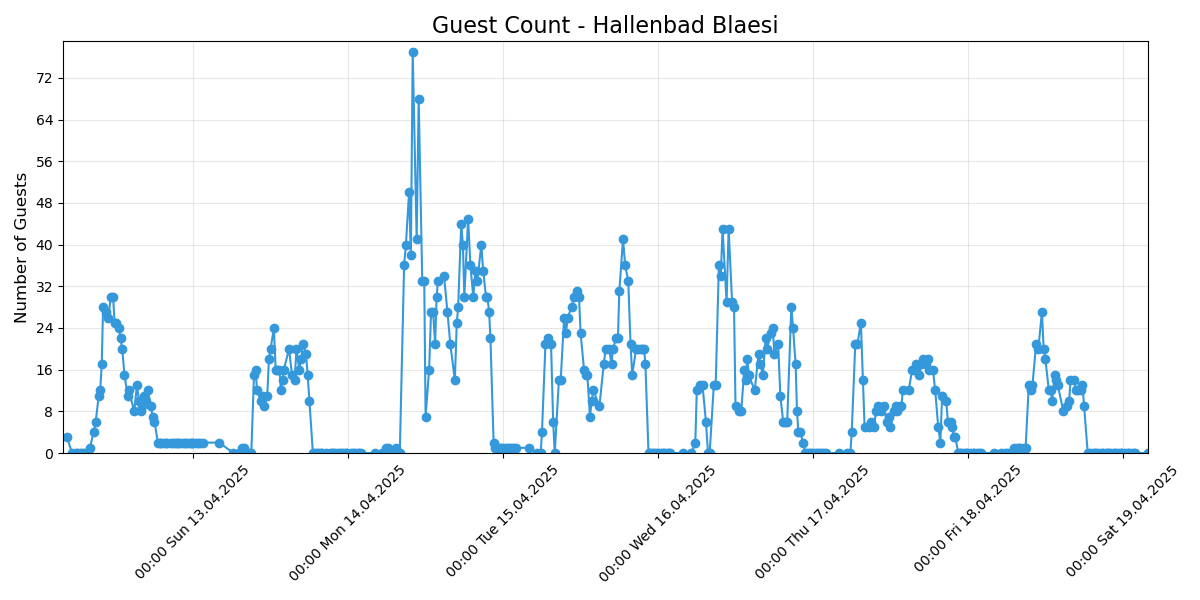 Guest Count - Hallenbad Blaesi
Number of Guests
72
64
56
48
40
32
24
16
8
0
00:00 Sun 13.04.2025
00:00 Mon 14.04.2025
00:00 Tue 15.04.2025
00:00 Wed 16.04.2025
00:00 Thu 17.04.2025
00:00 Fri 18.04.2025
00:00 Sat 19.04.2025